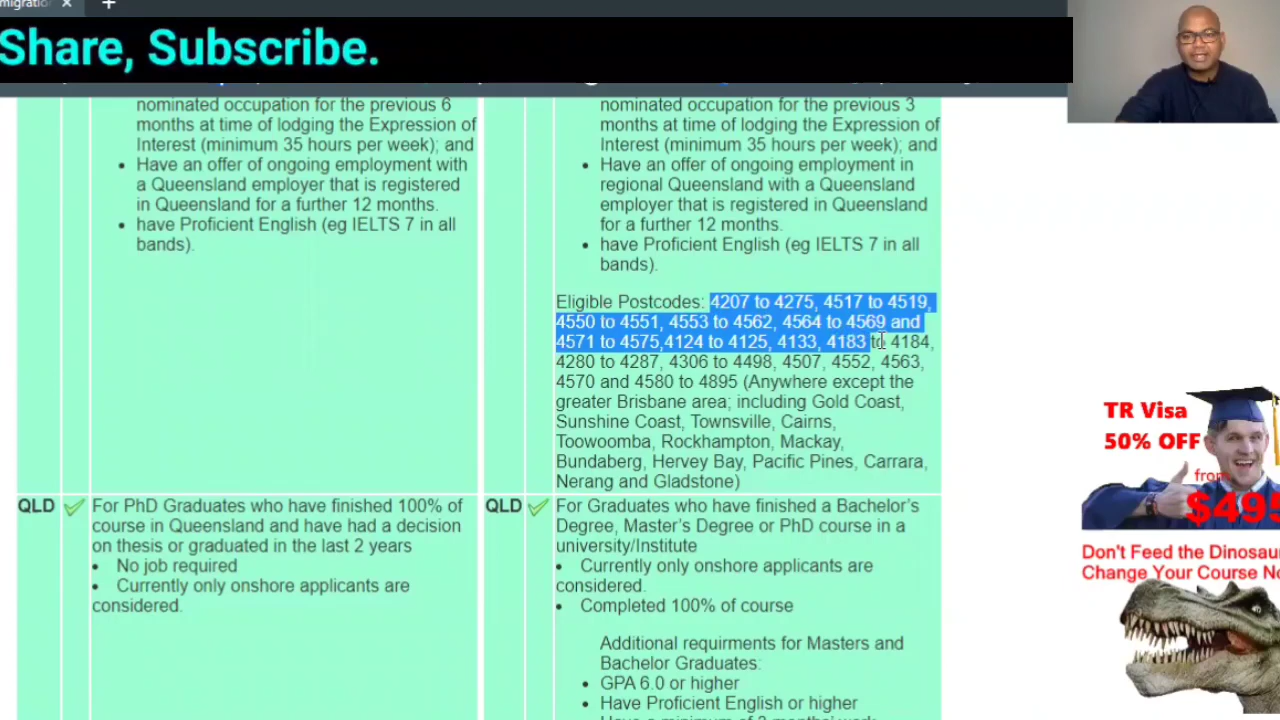 Share, Subscribe.
nominated occupation for the previous 6
months at time of lodging the Expression of
Interest (minimum 35 hours per week); and
• Have an offer of ongoing employment with
a Queensland employer that is registered
in Queensland for a further 12 months.
• have Proficient English (eg IELTS 7 in all
bands).
nominated occupation for the previous 3
months at time of lodging the Expression of
Interest (minimum 35 hours per week); and
• Have an offer of ongoing employment in
regional Queensland with a Queensland
employer that is registered in Queensland
for a further 12 months.
• have Proficient English (eg IELTS 7 in all
bands).
Eligible Postcodes: 4207 to 4275, 4517 to 4519,
4550 to 4551, 4553 to 4562, 4564 to 4569 and
4571 to 4575,4124 to 4125, 4133, 4183 to 4184,
4280 to 4287, 4306 to 4498, 4507, 4552, 4563,
4570 and 4580 to 4895 (Anywhere except the
greater Brisbane area; including Gold Coast,
Sunshine Coast, Townsville, Cairns,
Toowoomba, Rockhampton, Mackay,
Bundaberg, Hervey Bay, Pacific Pines, Carrara,
Nerang and Gladstone)
QLD
For PhD Graduates who have finished 100% of
course in Queensland and have had a decision
on thesis or graduated in the last 2 years
• No job required
• Currently only onshore applicants are
considered.
QLD
For Graduates who have finished a Bachelor's
Degree, Master's Degree or PhD course in a
university/Institute
• Currently only onshore applicants are
considered.
• Completed 100% of course
Additional requirments for Masters and
Bachelor Graduates:
• GPA 6.0 or higher
• Have Proficient English or higher
TR Visa
50% OFF
from
$495
Don't Feed the Dinosau
Change Your Course No